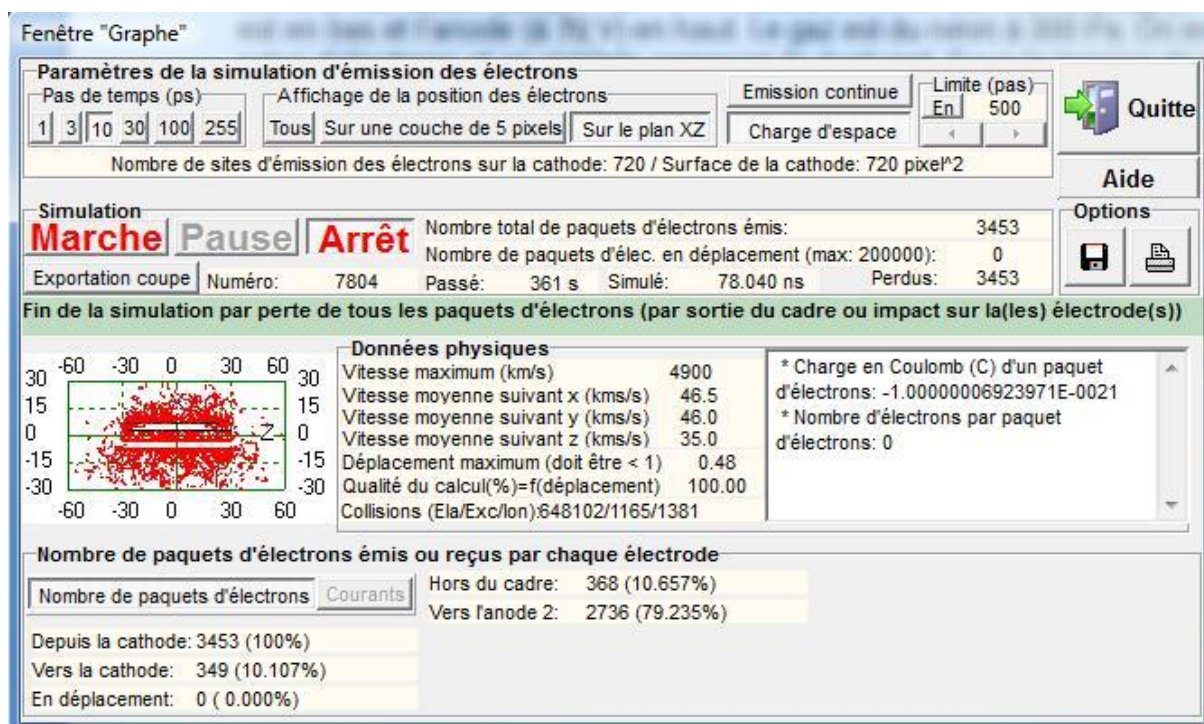 Fenêtre "Graphe"
Paramètres de la simulation d'émission des électrons
Pas de temps (ps)
1 3 10 30 100 255
Affichage de la position des électrons
Tous Sur une couche de 5 pixels Sur le plan XZ
Emission continue
Charge d'espace
Limite (pas)
En 500
Quitte
Nombre de sites d'émission des électrons sur la cathode: 720 / Surface de la cathode: 720 pixel^2
Aide
Simulation
Marche Pause Arrêt
Nombre total de paquets d'électrons émis: 3453
Nombre de paquets d'élec. en déplacement (max: 200000): 0
Exportation coupe Numéro: 7804 Passé: 361 s Simulé: 78.040 ns Perdus: 3453
Options
Fin de la simulation par perte de tous les paquets d'électrons (par sortie du cadre ou impact sur la(les) électrode(s))
-60 -30 0 30 60
30 30
15 15
0 Z 0
-15 -15
-30 -30
-60 -30 0 30 60
Données physiques
Vitesse maximum (km/s) 4900
Vitesse moyenne suivant x (kms/s) 46.5
Vitesse moyenne suivant y (kms/s) 46.0
Vitesse moyenne suivant z (kms/s) 35.0
Déplacement maximum (doit être < 1) 0.48
Qualité du calcul(%)=f(déplacement) 100.00
Collisions (Ela/Exc/Ion):648102/1165/1381
* Charge en Coulomb (C) d'un paquet
d'électrons: -1.00000006923971E-0021
* Nombre d'électrons par paquet
d'électrons: 0
Nombre de paquets d'électrons émis ou reçus par chaque électrode
Nombre de paquets d'électrons Courants
Hors du cadre: 368 (10.657%)
Vers l'anode 2: 2736 (79.235%)
Depuis la cathode: 3453 (100%)
Vers la cathode: 349 (10.107%)
En déplacement: 0 ( 0.000%)